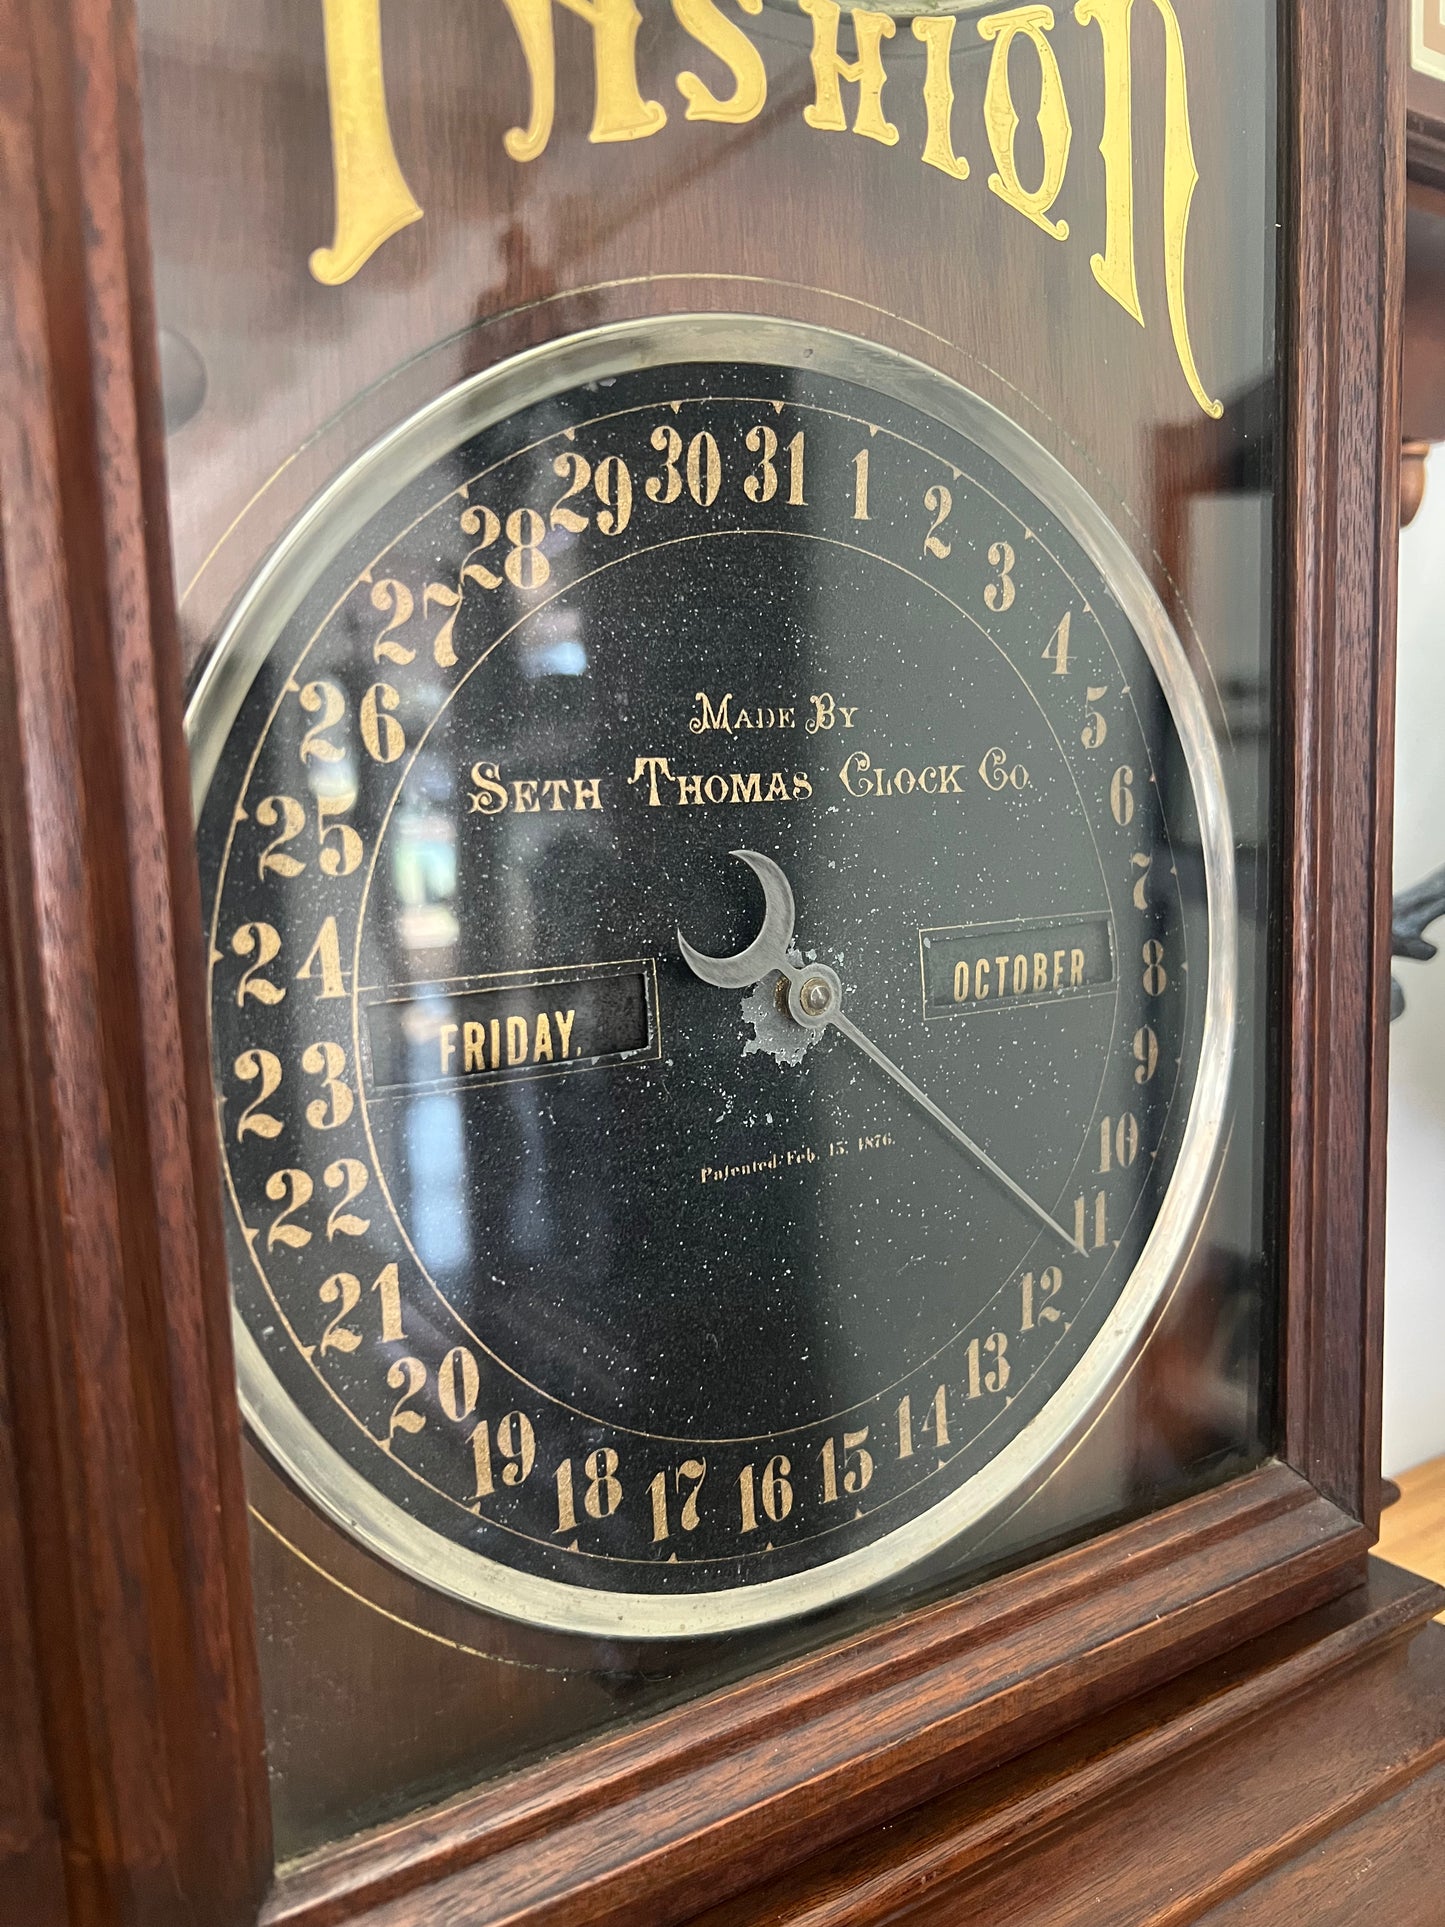 FASHION
30 31 1
29 2
28 3
27 4
26 5
25 6
24 7
23 8
22 9
21 10
20 11
19 12
18 13
17 14
16 15
MADE BY
SETH THOMAS CLOCK CO.
FRIDAY.
OCTOBER
Patented Feb. 15, 1876.